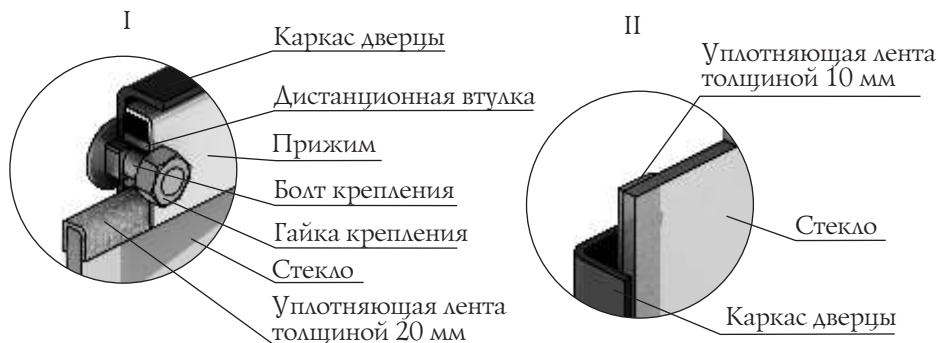 I
Каркас дверцы
Дистанционная втулка
Прижим
Болт крепления
Гайка крепления
Стекло
Уплотняющая лента
толщиной 20 мм
II
Уплотняющая лента
толщиной 10 мм
Стекло
Каркас дверцы